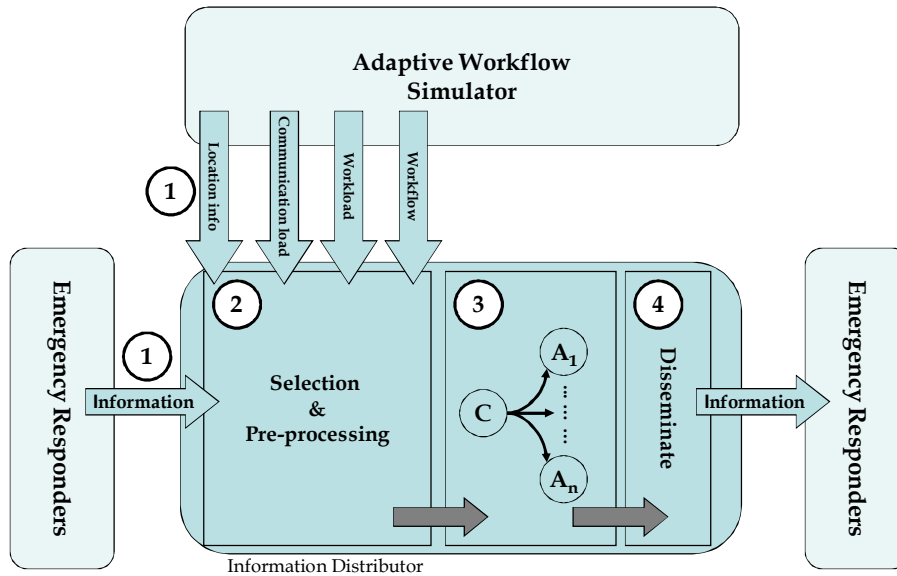 Adaptive Workflow
Simulator
Location info
Communication load
Workload
Workflow
1
Emergency Responders
1
Information
2
Selection
&
Pre-processing
3
C
A1
...
...
An
4
Disseminate
Information
Emergency Responders
Information Distributor